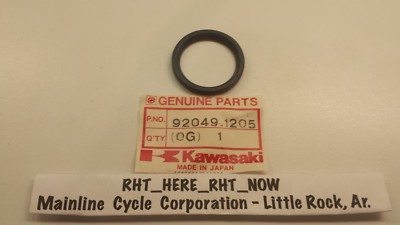 GENUINE PARTS
P.NO. 92049-1205
Q'TY (OG) 1
Kawasaki
MADE IN JAPAN
RHT_HERE_RHT_NOW
Mainline Cycle Corporation - Little Rock, Ar.